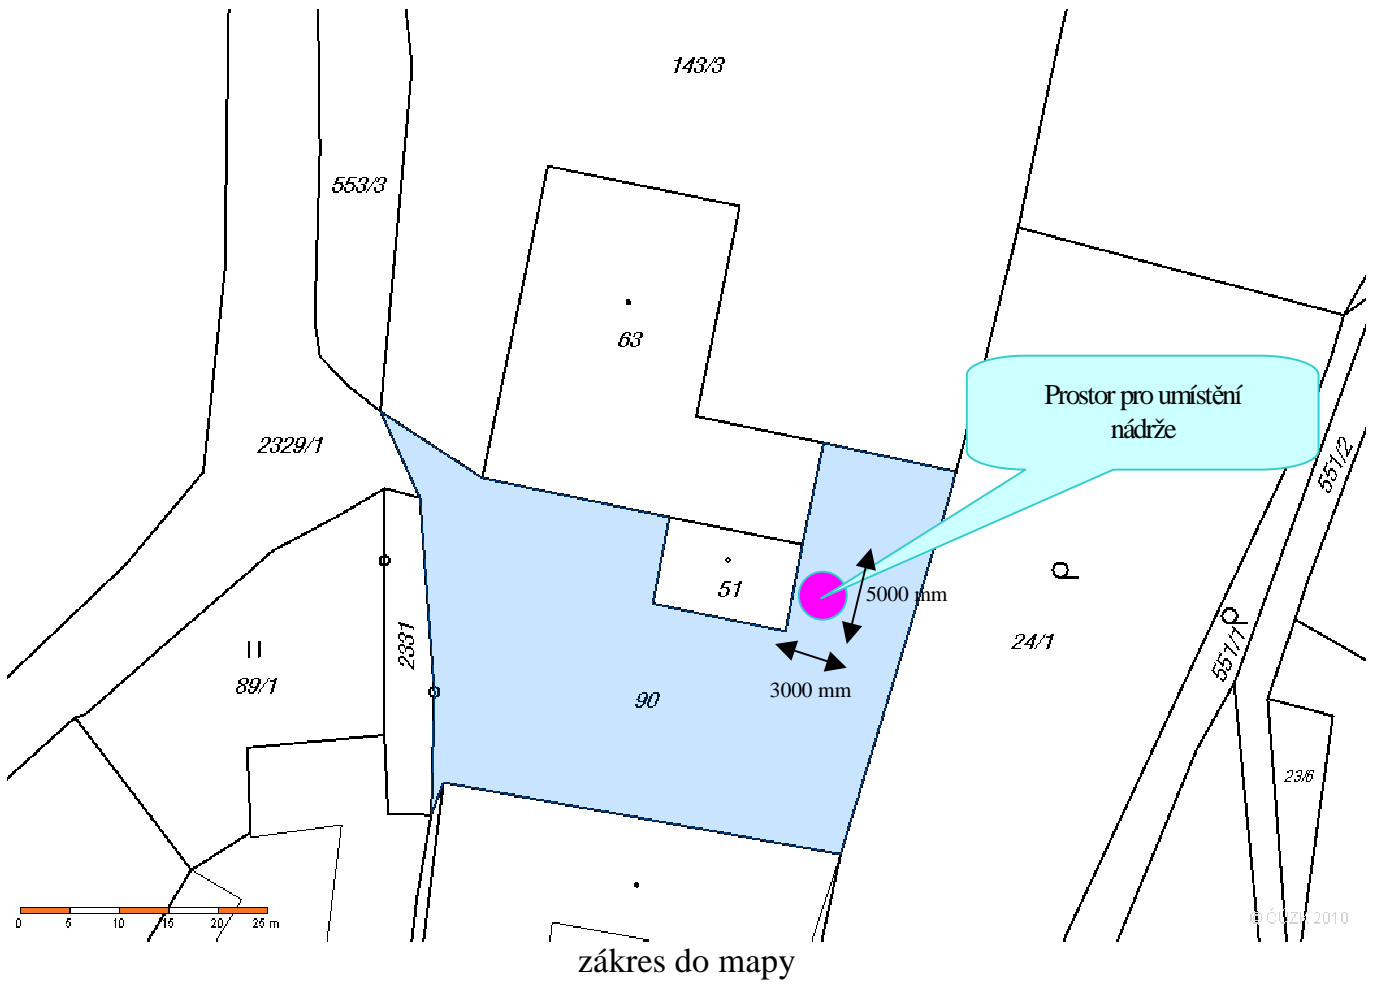 143/3
553/3
63
2329/1
Prostor pro umístění
nádrže
551/2
51
5000 mm
2331
24/1
551/1
89/1
90
3000 mm
23/6
0 5 10 15 20 25 m
© ČÚZK 2010
zákres do mapy